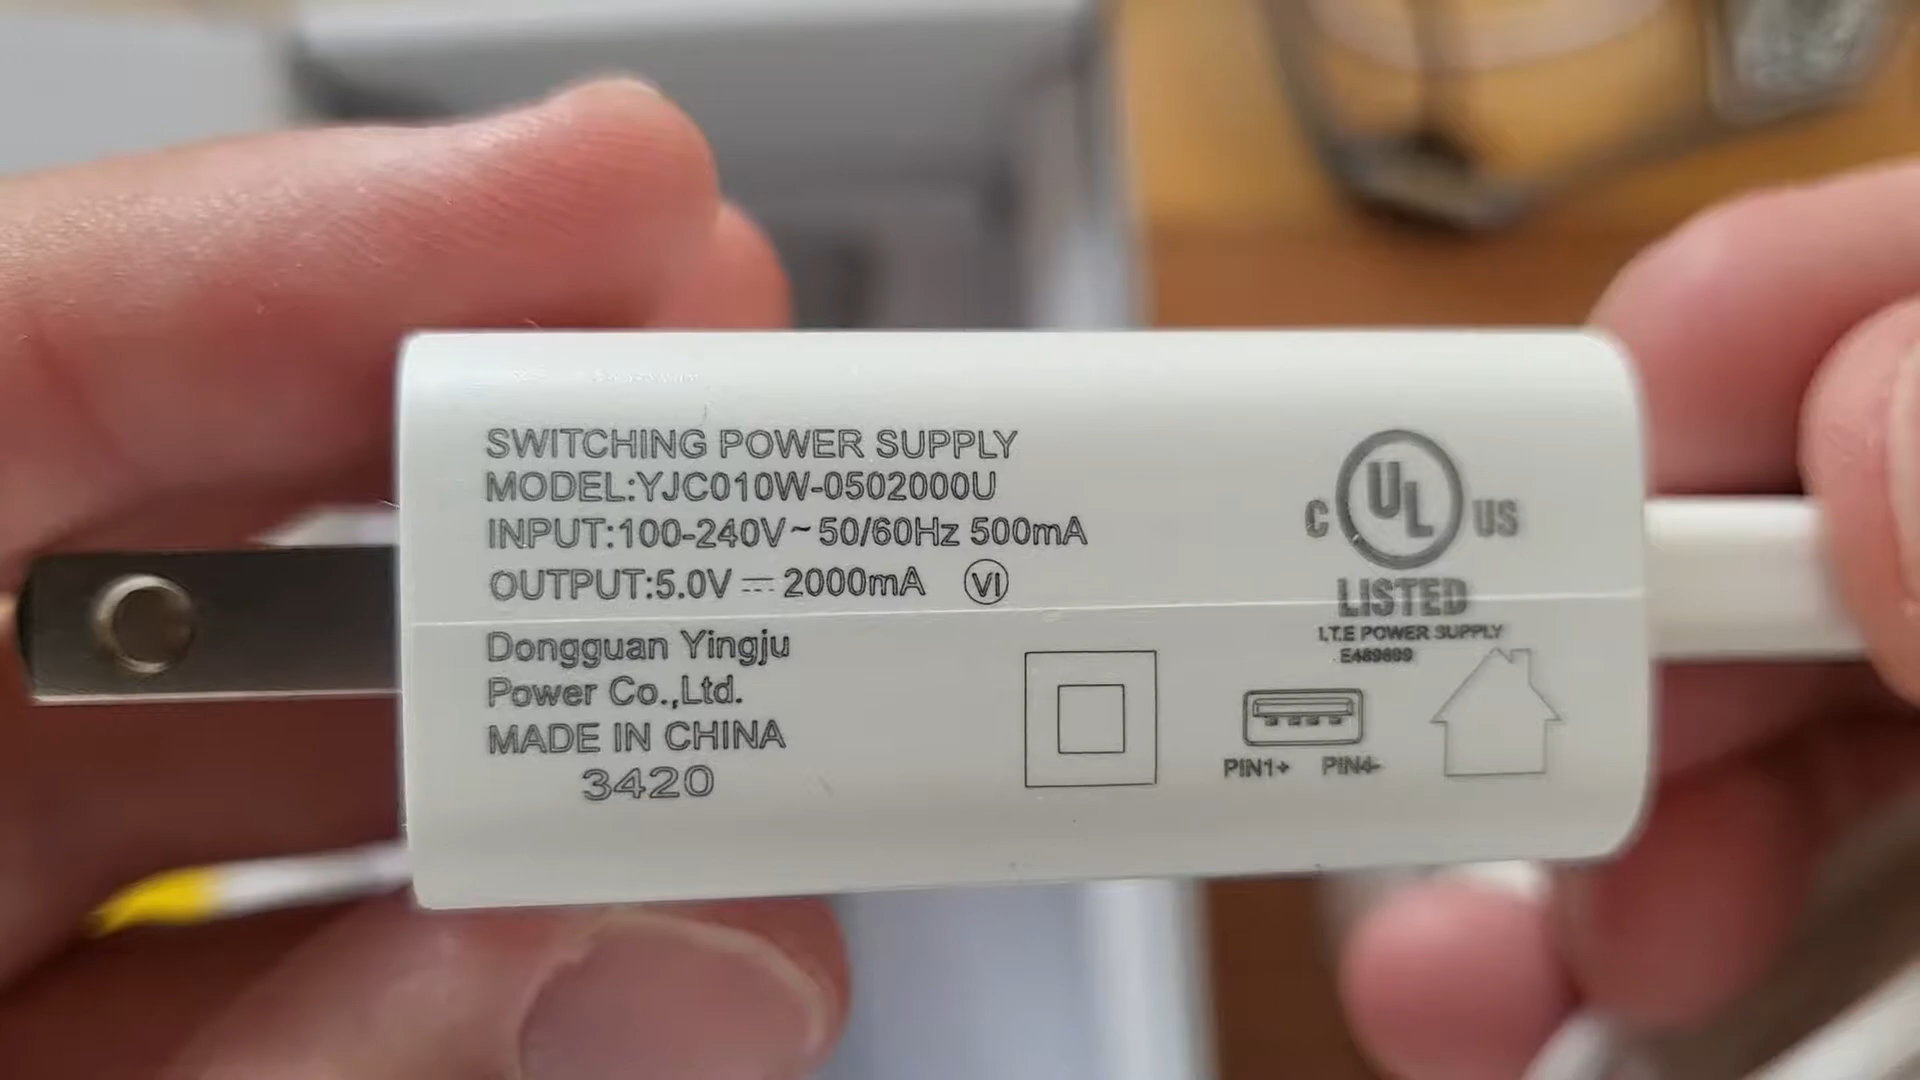 SWITCHING POWER SUPPLY
MODEL:YJC010W-0502000U
INPUT:100-240V~50/60Hz 500mA
OUTPUT:5.0V⎓2000mA VI
Dongguan Yingju
Power Co.,Ltd.
MADE IN CHINA
3420
C UL US
LISTED
I.T.E POWER SUPPLY
PIN1+ PIN4-